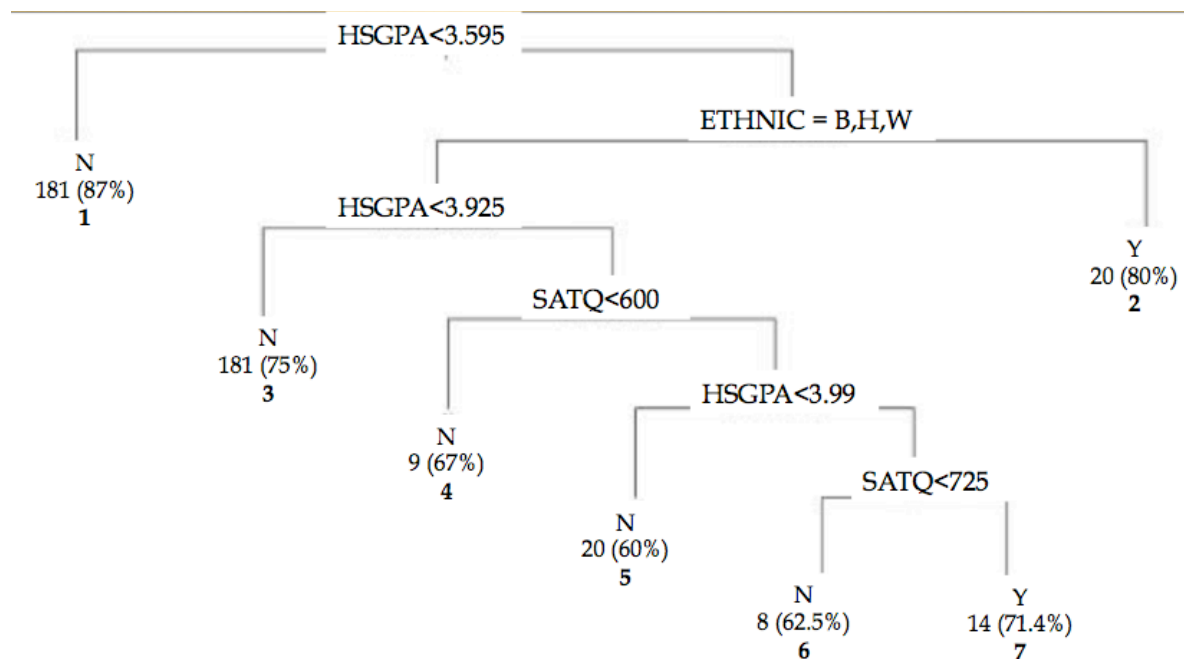 HSGPA<3.595
ETHNIC = B,H,W
N
181 (87%)
1
HSGPA<3.925
Y
20 (80%)
2
SATQ<600
N
181 (75%)
3
HSGPA<3.99
N
9 (67%)
4
SATQ<725
N
20 (60%)
5
N
8 (62.5%)
6
Y
14 (71.4%)
7